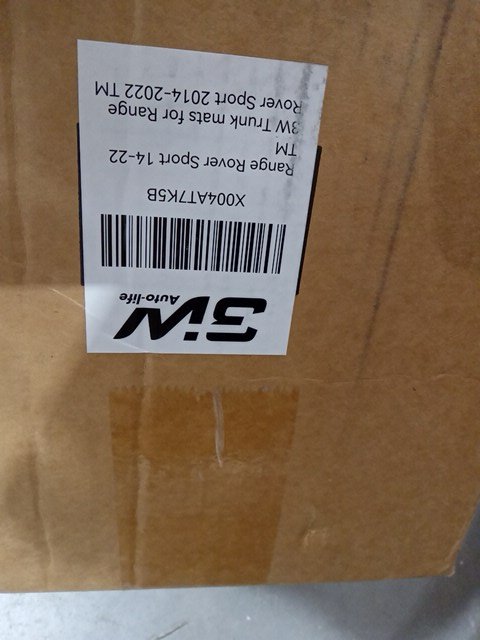 3W
Auto-life
X004AT7K5B
Range Rover Sport 14-22
TM
3W Trunk mats for Range
Rover Sport 2014-2022 TM